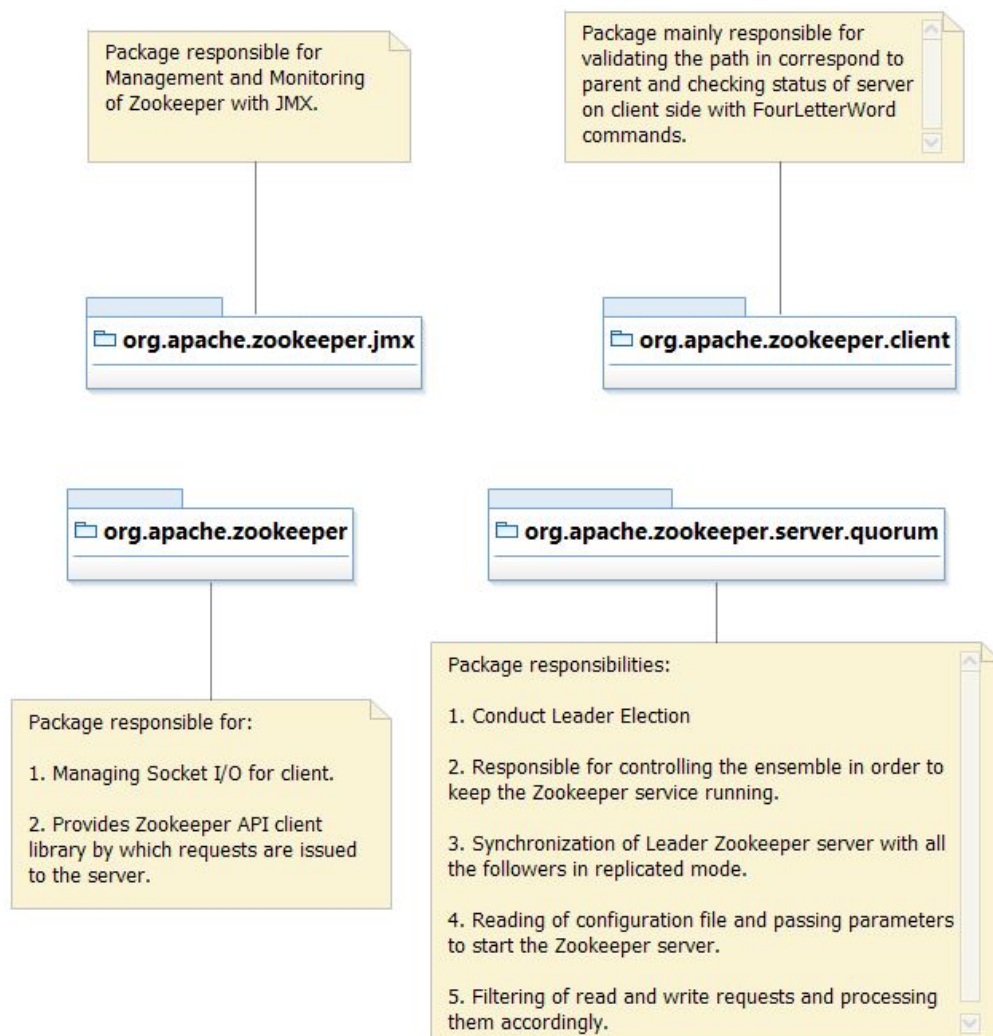 Package responsible for
Management and Monitoring
of Zookeeper with JMX.
Package mainly responsible for
validating the path in correspond to
parent and checking status of server
on client side with FourLetterWord
commands.
org.apache.zookeeper.jmx
org.apache.zookeeper.client
org.apache.zookeeper
org.apache.zookeeper.server.quorum
Package responsible for:
1. Managing Socket I/O for client.
2. Provides Zookeeper API client
library by which requests are issued
to the server.
Package responsibilities:
1. Conduct Leader Election
2. Responsible for controlling the ensemble in order to
keep the Zookeeper service running.
3. Synchronization of Leader Zookeeper server with all
the followers in replicated mode.
4. Reading of configuration file and passing parameters
to start the Zookeeper server.
5. Filtering of read and write requests and processing
them accordingly.